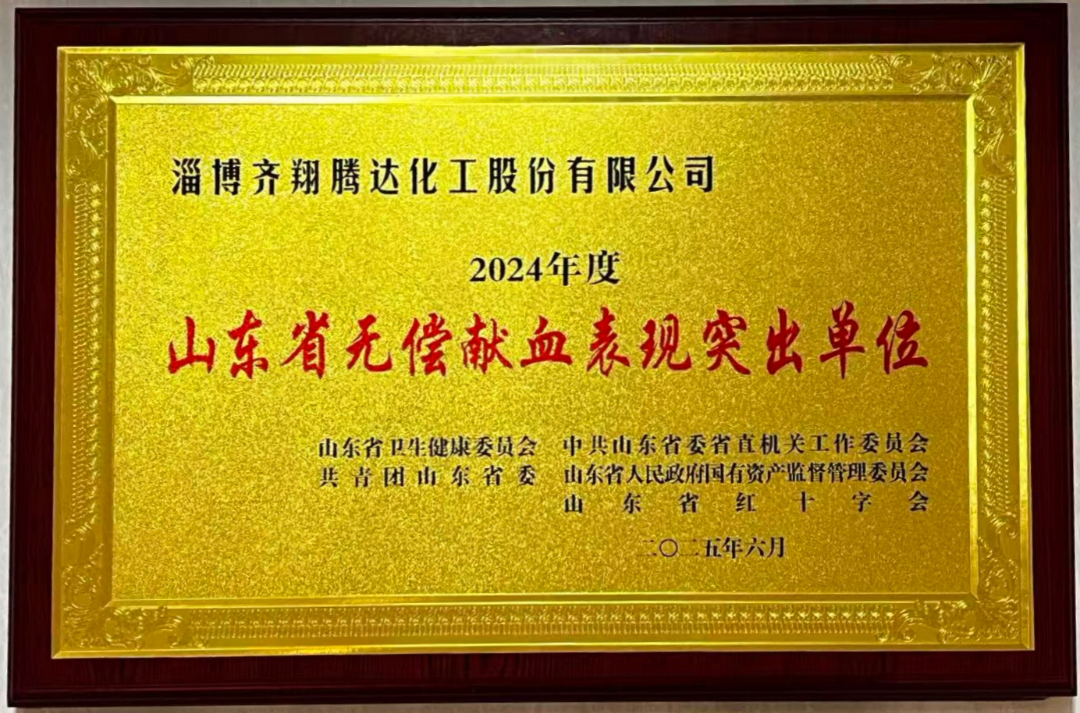 淄博齐翔腾达化工股份有限公司
2024年度
山东省无偿献血表现突出单位
山东省卫生健康委员会 中共山东省委省直机关工作委员会
共青团山东省委 山东省人民政府国有资产监督管理委员会
山东省红十字会
二〇二五年六月